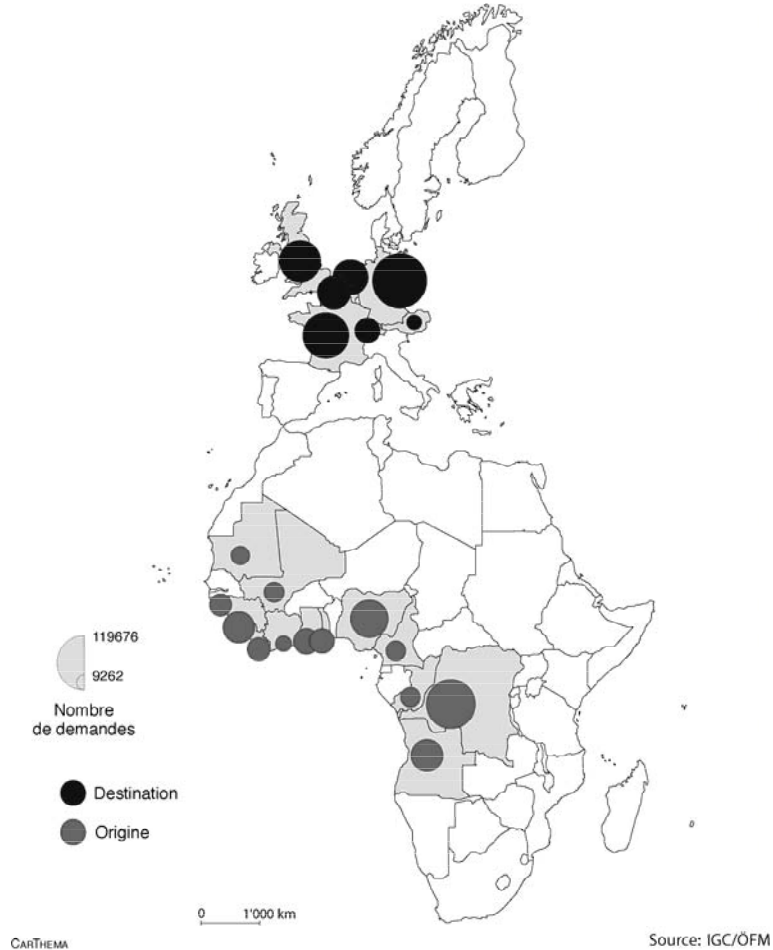 119676
9262
Nombre
de demandes
Destination
Origine
0 1'000 km
CARTHEMA
Source: IGC/ÖFM